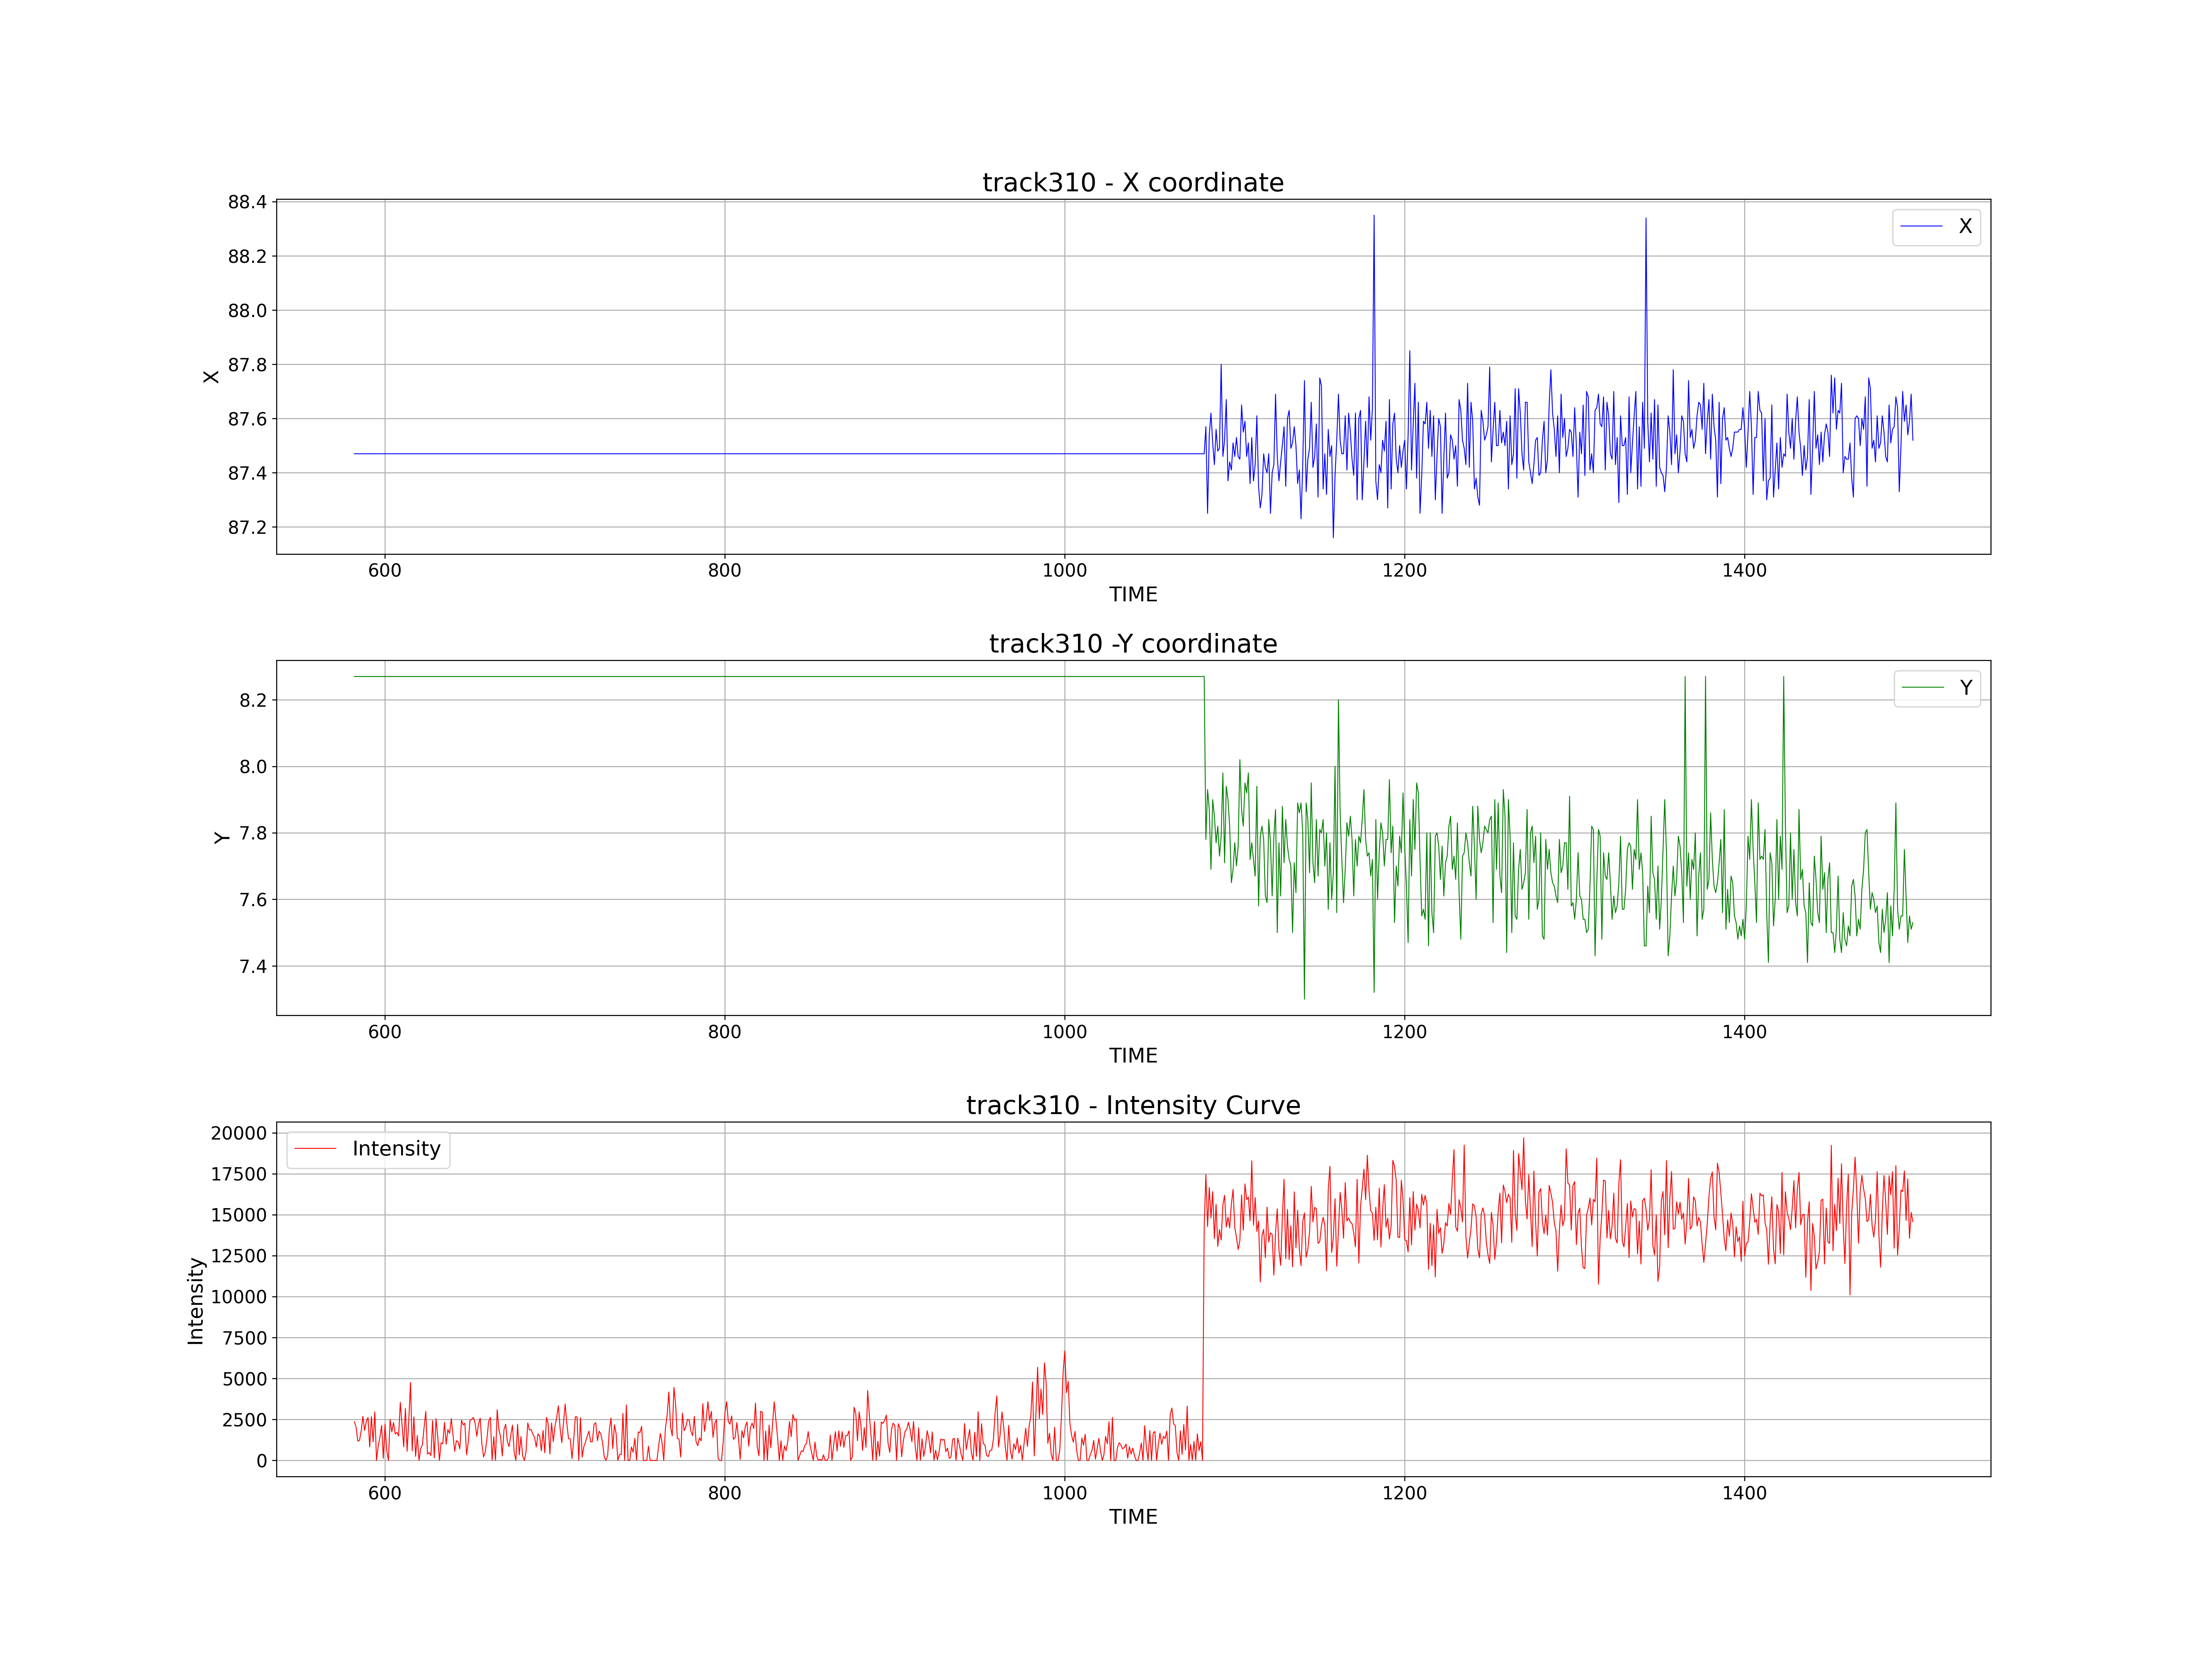 track310 - X coordinate
88.4
88.2
88.0
87.8
87.6
87.4
87.2
X
X
600 800 1000 1200 1400
TIME
track310 -Y coordinate
8.2
8.0
7.8
7.6
7.4
Y
Y
600 800 1000 1200 1400
TIME
track310 - Intensity Curve
20000
17500
15000
12500
10000
7500
5000
2500
0
Intensity
Intensity
600 800 1000 1200 1400
TIME